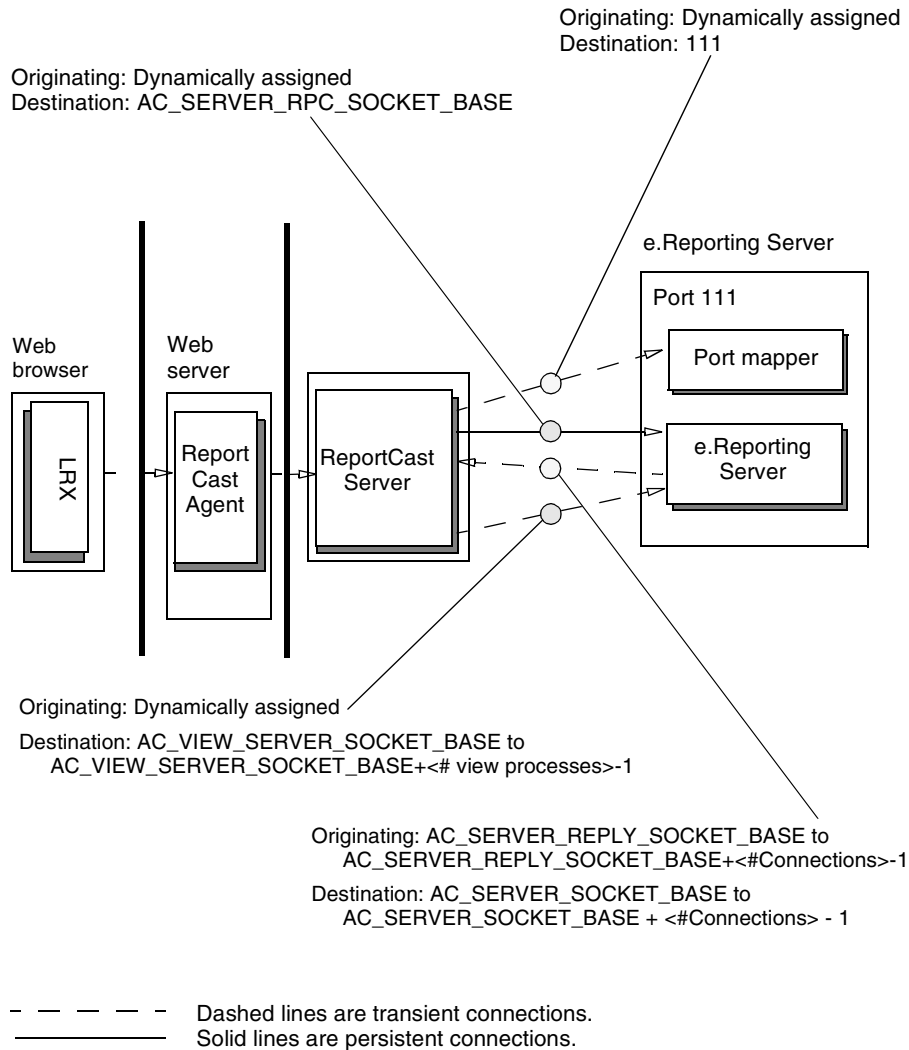 Originating: Dynamically assigned
Destination: 111
Originating: Dynamically assigned
Destination: AC_SERVER_RPC_SOCKET_BASE
e.Reporting Server
Port 111
Port mapper
e.Reporting
Server
Web
browser
LRX
Web
server
Report
Cast
Agent
ReportCast
Server
Originating: Dynamically assigned
Destination: AC_VIEW_SERVER_SOCKET_BASE to
AC_VIEW_SERVER_SOCKET_BASE+<# view processes>-1
Originating: AC_SERVER_REPLY_SOCKET_BASE to
AC_SERVER_REPLY_SOCKET_BASE+<#Connections>-1
Destination: AC_SERVER_SOCKET_BASE to
AC_SERVER_SOCKET_BASE + <#Connections> - 1
Dashed lines are transient connections.
Solid lines are persistent connections.